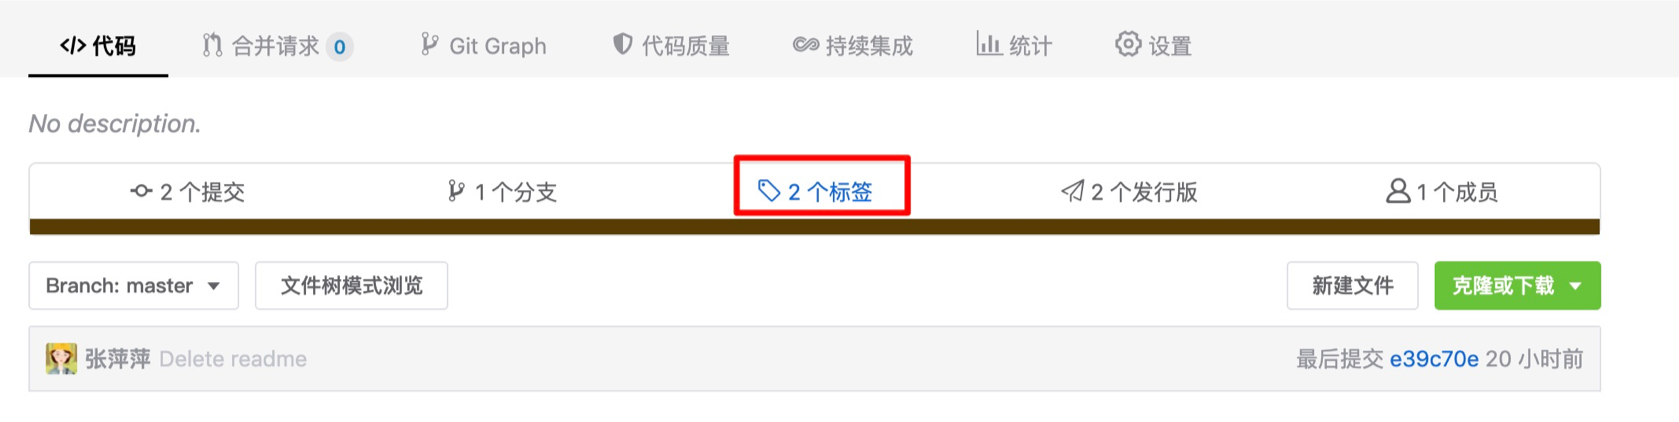 </> 代码 合并请求 0 Git Graph 代码质量 持续集成 统计 设置
No description.
2 个提交 1 个分支 2 个标签 2 个发行版 1 个成员
Branch: master 文件树模式浏览 新建文件 克隆或下载
张萍萍 Delete readme 最后提交 e39c70e 20 小时前